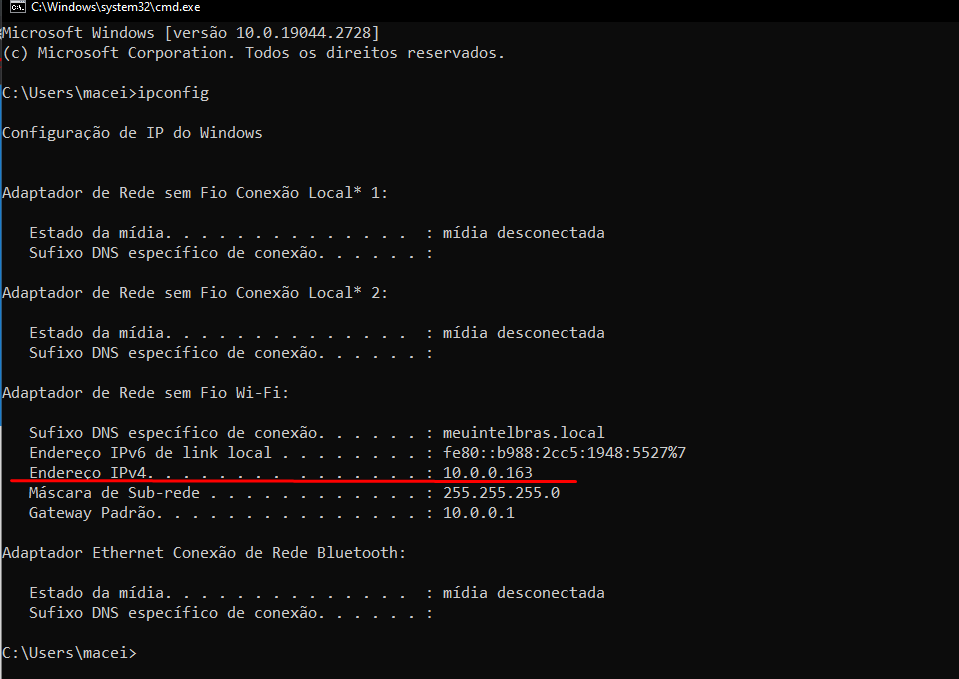 C:\Windows\system32\cmd.exe
Microsoft Windows [versão 10.0.19044.2728]
(c) Microsoft Corporation. Todos os direitos reservados.
C:\Users\macei>ipconfig
Configuração de IP do Windows
Adaptador de Rede sem Fio Conexão Local* 1:
Estado da mídia. . . . . . . . . . . . . .  : mídia desconectada
Sufixo DNS específico de conexão. . . . . . :
Adaptador de Rede sem Fio Conexão Local* 2:
Estado da mídia. . . . . . . . . . . . . .  : mídia desconectada
Sufixo DNS específico de conexão. . . . . . :
Adaptador de Rede sem Fio Wi-Fi:
Sufixo DNS específico de conexão. . . . . . : meuintelbras.local
Endereço IPv6 de link local . . . . . . . . : fe80::b988:2cc5:1948:5527%7
Endereço IPv4. . . . . . . .  . . . . . . . : 10.0.0.163
Máscara de Sub-rede . . . . . . . . . . . . : 255.255.255.0
Gateway Padrão. . . . . . . . . . . . . . . : 10.0.0.1
Adaptador Ethernet Conexão de Rede Bluetooth:
Estado da mídia. . . . . . . . . . . . . .  : mídia desconectada
Sufixo DNS específico de conexão. . . . . . :
C:\Users\macei>